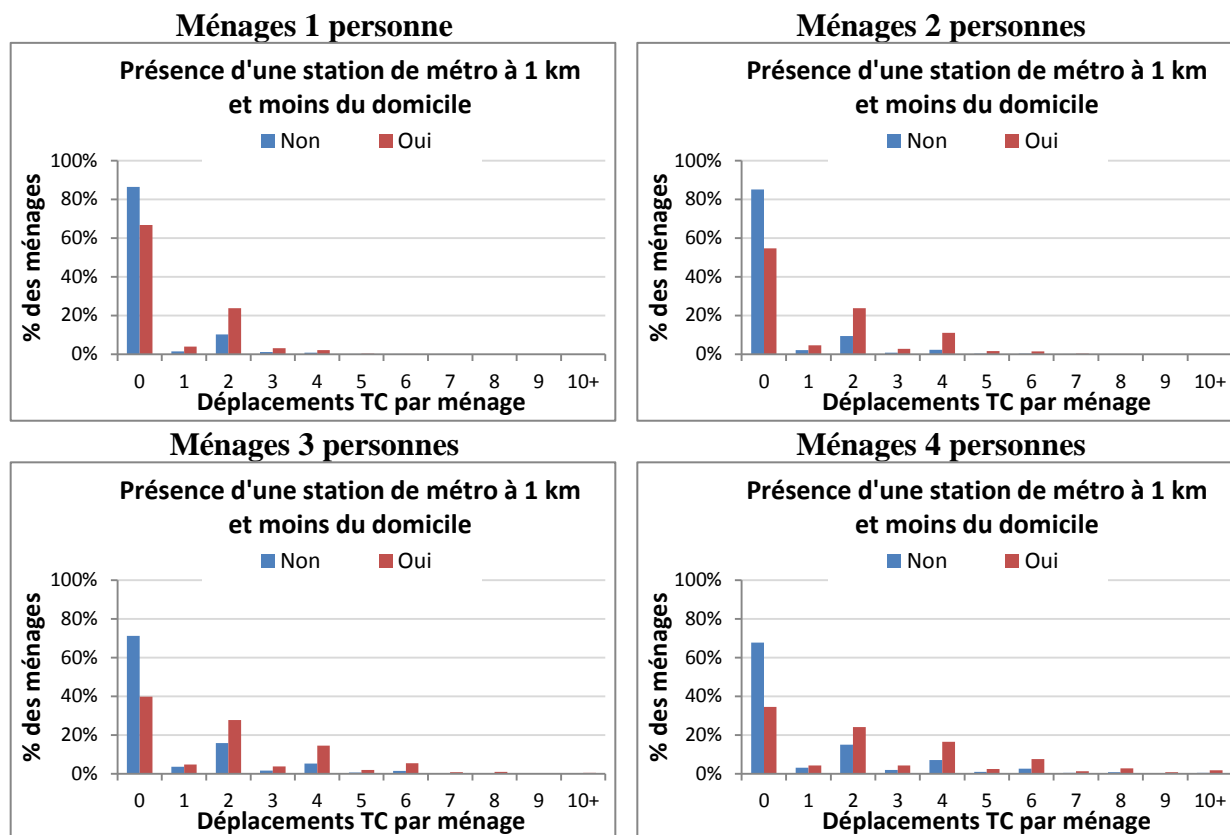 Ménages 1 personne
Présence d'une station de métro à 1 km
et moins du domicile
Non Oui
% des ménages
100%
80%
60%
40%
20%
0%
0 1 2 3 4 5 6 7 8 9 10+
Déplacements TC par ménage
Ménages 2 personnes
Présence d'une station de métro à 1 km
et moins du domicile
Non Oui
% des ménages
100%
80%
60%
40%
20%
0%
0 1 2 3 4 5 6 7 8 9 10+
Déplacements TC par ménage
Ménages 3 personnes
Présence d'une station de métro à 1 km
et moins du domicile
Non Oui
% des ménages
100%
80%
60%
40%
20%
0%
0 1 2 3 4 5 6 7 8 9 10+
Déplacements TC par ménage
Ménages 4 personnes
Présence d'une station de métro à 1 km
et moins du domicile
Non Oui
% des ménages
100%
80%
60%
40%
20%
0%
0 1 2 3 4 5 6 7 8 9 10+
Déplacements TC par ménage